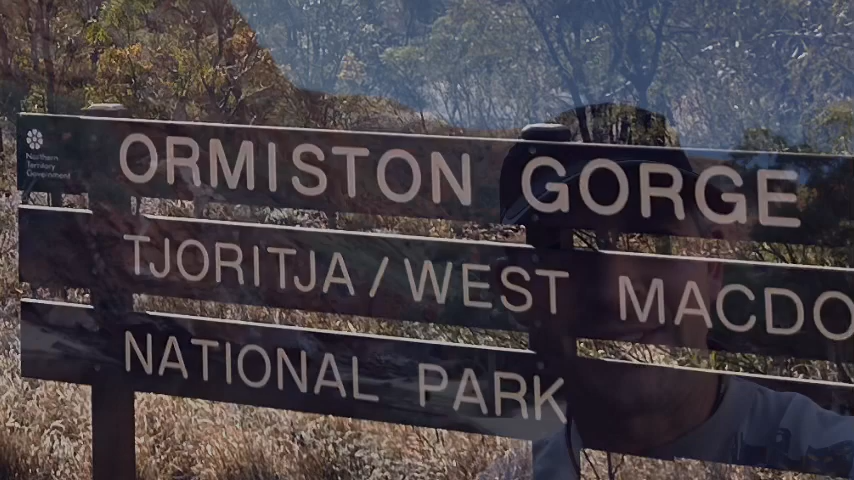 Northern
Territory
Government
ORMISTON GORGE
TJORITJA/WEST MACDO
NATIONAL PARK